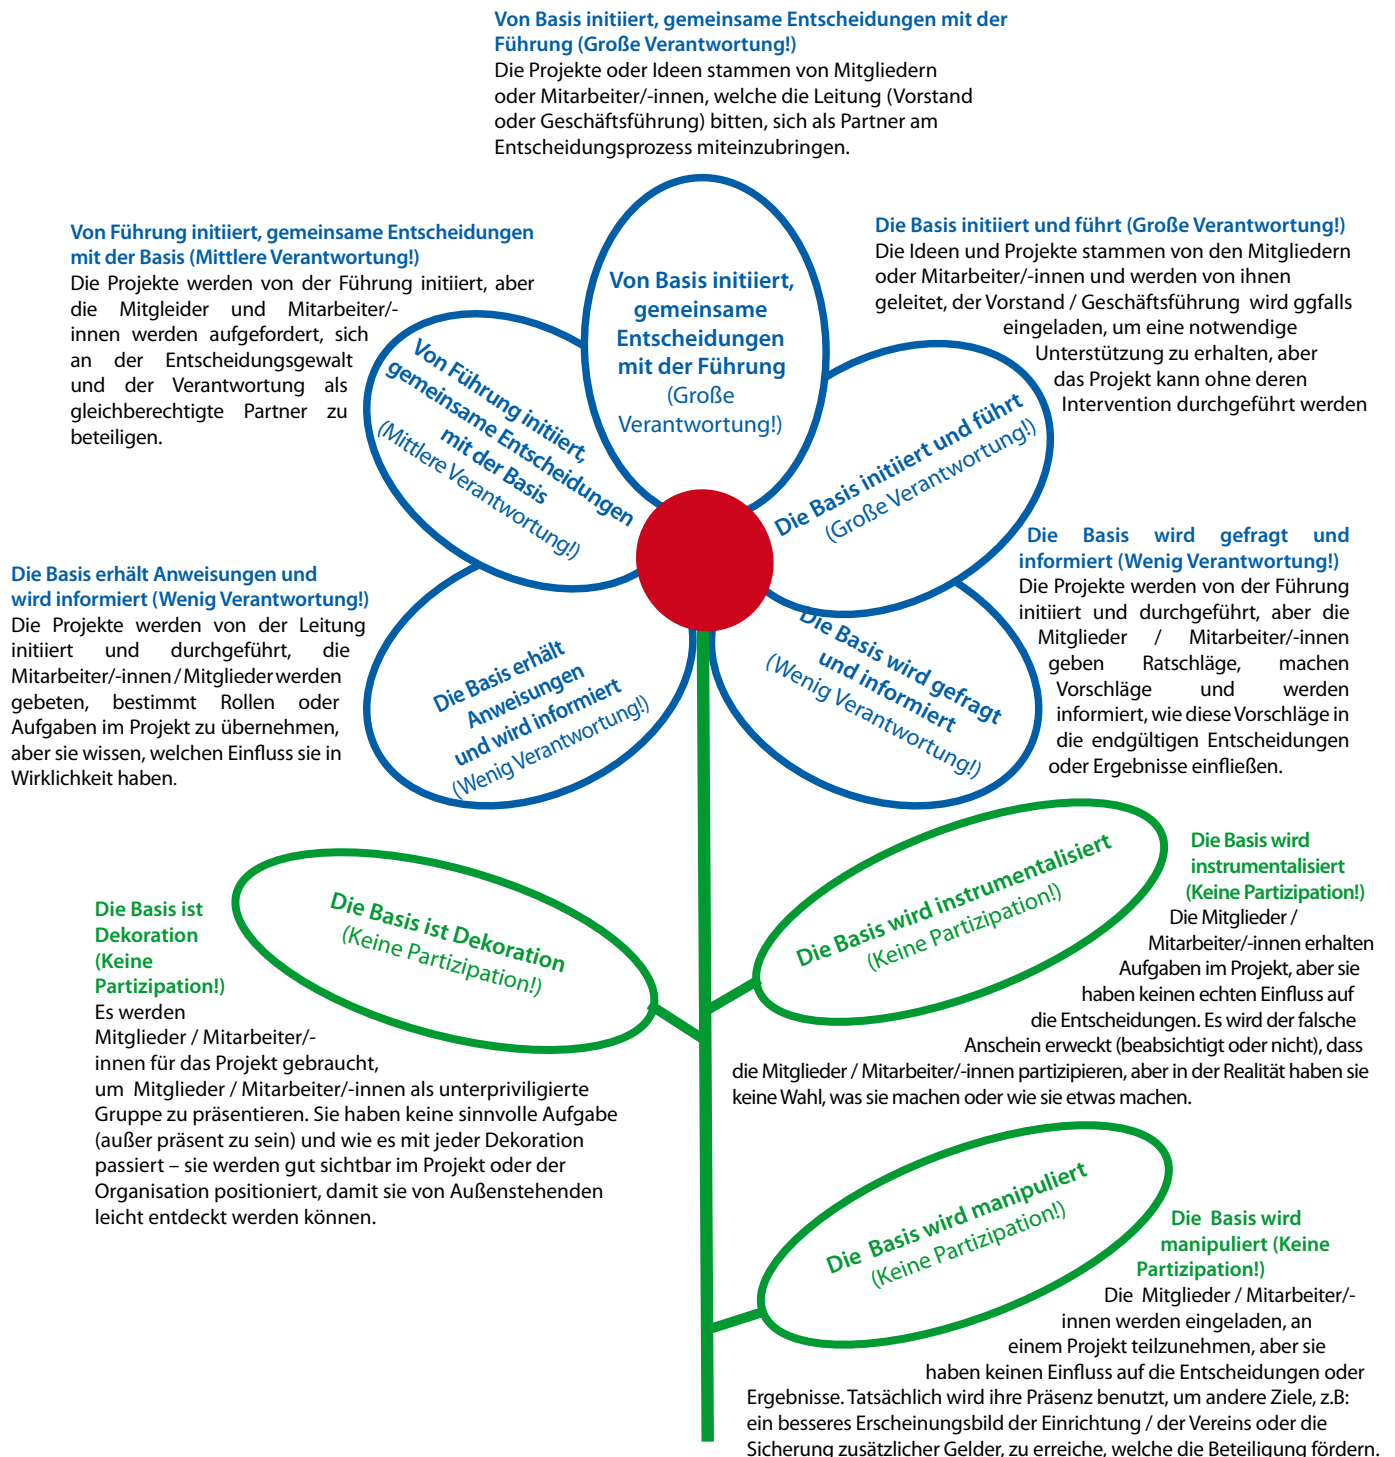 Von Basis initiiert, gemeinsame Entscheidungen mit der
Führung (Große Verantwortung!)
Die Projekte oder Ideen stammen von Mitgliedern
oder Mitarbeiter/-innen, welche die Leitung (Vorstand
oder Geschäftsführung) bitten, sich als Partner am
Entscheidungsprozess miteinzubringen.
Von Führung initiiert, gemeinsame Entscheidungen
mit der Basis (Mittlere Verantwortung!)
Die Projekte werden von der Führung initiiert, aber
die Mitgleider und Mitarbeiter/-
innen werden aufgefordert, sich
an der Entscheidungsgewalt
und der Verantwortung als
gleichberechtigte Partner zu
beteiligen.
Die Basis initiiert und führt (Große Verantwortung!)
Die Ideen und Projekte stammen von den Mitgliedern
oder Mitarbeiter/-innen und werden von ihnen
geleitet, der Vorstand / Geschäftsführung wird ggfalls
eingeladen, um eine notwendige
Unterstützung zu erhalten, aber
das Projekt kann ohne deren
Intervention durchgeführt werden
Von Basis initiiert,
gemeinsame
Entscheidungen
mit der Führung
(Große
Verantwortung!)
Von Führung initiiert,
gemeinsame Entscheidungen
mit der Basis
(Mittlere Verantwortung!)
Die Basis initiiert und führt
(Große Verantwortung!)
Die Basis erhält Anweisungen und
wird informiert (Wenig Verantwortung!)
Die Projekte werden von der Leitung
initiiert und durchgeführt, die
Mitarbeiter/-innen / Mitglieder werden
gebeten, bestimmt Rollen oder
Aufgaben im Projekt zu übernehmen,
aber sie wissen, welchen Einfluss sie in
Wirklichkeit haben.
Die Basis erhält
Anweisungen
und wird informiert
(Wenig Verantwortung!)
Die Basis wird gefragt
und informiert
(Wenig Verantwortung!)
Die Basis wird gefragt und
informiert (Wenig Verantwortung!)
Die Projekte werden von der Führung
initiiert und durchgeführt, aber die
Mitglieder / Mitarbeiter/-innen
geben Ratschläge, machen
Vorschläge und werden
informiert, wie diese Vorschläge in
die endgültigen Entscheidungen
oder Ergebnisse einfließen.
Die Basis ist
Dekoration
(Keine
Partizipation!)
Es werden
Mitglieder / Mitarbeiter/-
innen für das Projekt gebraucht,
um Mitglieder / Mitarbeiter/-innen als unterpriviligierte
Gruppe zu präsentieren. Sie haben keine sinnvolle Aufgabe
(außer präsent zu sein) und wie es mit jeder Dekoration
passiert – sie werden gut sichtbar im Projekt oder der
Organisation positioniert, damit sie von Außenstehenden
leicht entdeckt werden können.
Die Basis ist Dekoration
(Keine Partizipation!)
Die Basis wird instrumentalisiert
(Keine Partizipation!)
Die Basis wird
instrumentalisiert
(Keine Partizipation!)
Die Mitglieder /
Mitarbeiter/-innen erhalten
Aufgaben im Projekt, aber sie
haben keinen echten Einfluss auf
die Entscheidungen. Es wird der falsche
Anschein erweckt (beabsichtigt oder nicht), dass
die Mitglieder / Mitarbeiter/-innen partizipieren, aber in der Realität haben sie
keine Wahl, was sie machen oder wie sie etwas machen.
Die Basis wird manipuliert
(Keine Partizipation!)
Die Basis wird
manipuliert (Keine
Partizipation!)
Die Mitglieder / Mitarbeiter/-
innen werden eingeladen, an
einem Projekt teilzunehmen, aber sie
haben keinen Einfluss auf die Entscheidungen oder
Ergebnisse. Tatsächlich wird ihre Präsenz benutzt, um andere Ziele, z.B:
ein besseres Erscheinungsbild der Einrichtung / der Vereins oder die
Sicherung zusätzlicher Gelder, zu erreiche, welche die Beteiligung fördern.